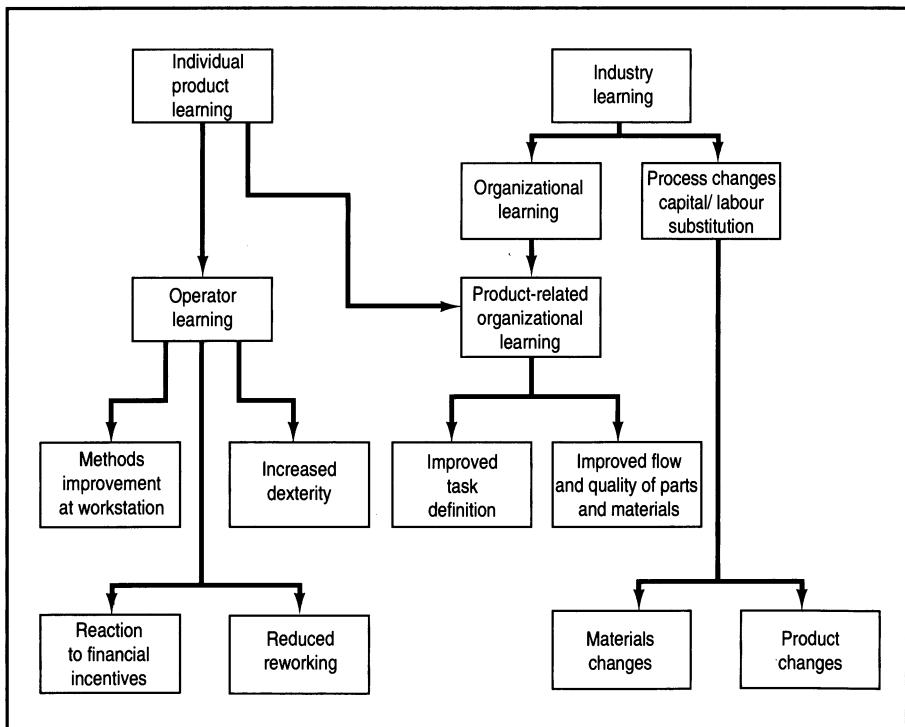 Individual
product
learning
Industry
learning
Organizational
learning
Process changes
capital/ labour
substitution
Operator
learning
Product-related
organizational
learning
Methods
improvement
at workstation
Increased
dexterity
Improved
task
definition
Improved flow
and quality of parts
and materials
Reaction
to financial
incentives
Reduced
reworking
Materials
changes
Product
changes